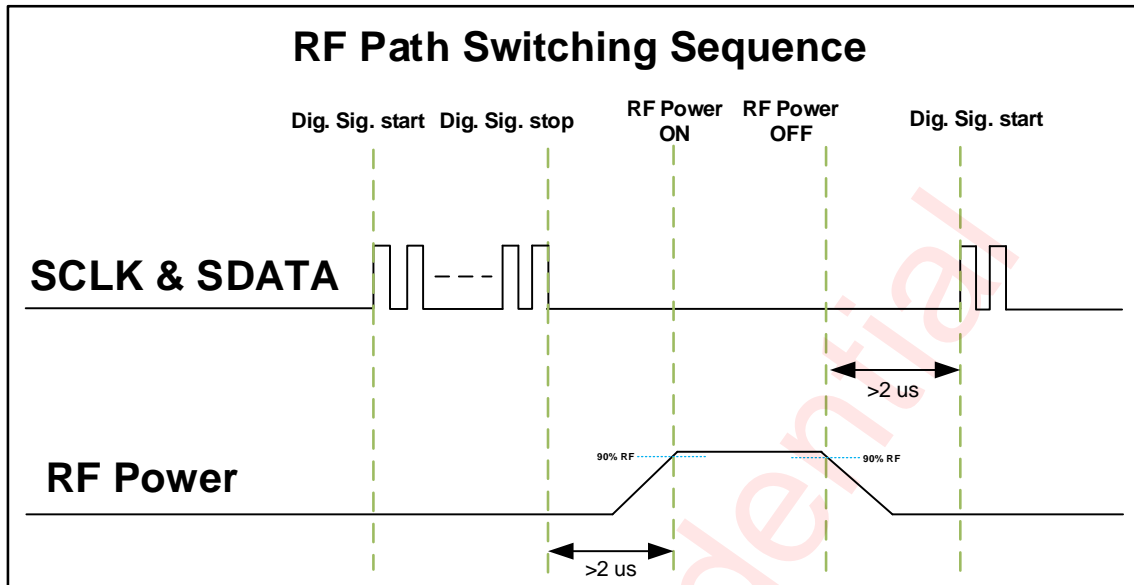 RF Path Switching Sequence
Dig. Sig. start
Dig. Sig. stop
RF Power
ON
RF Power
OFF
Dig. Sig. start
SCLK & SDATA
>2 us
90% RF
90% RF
RF Power
>2 us
dential